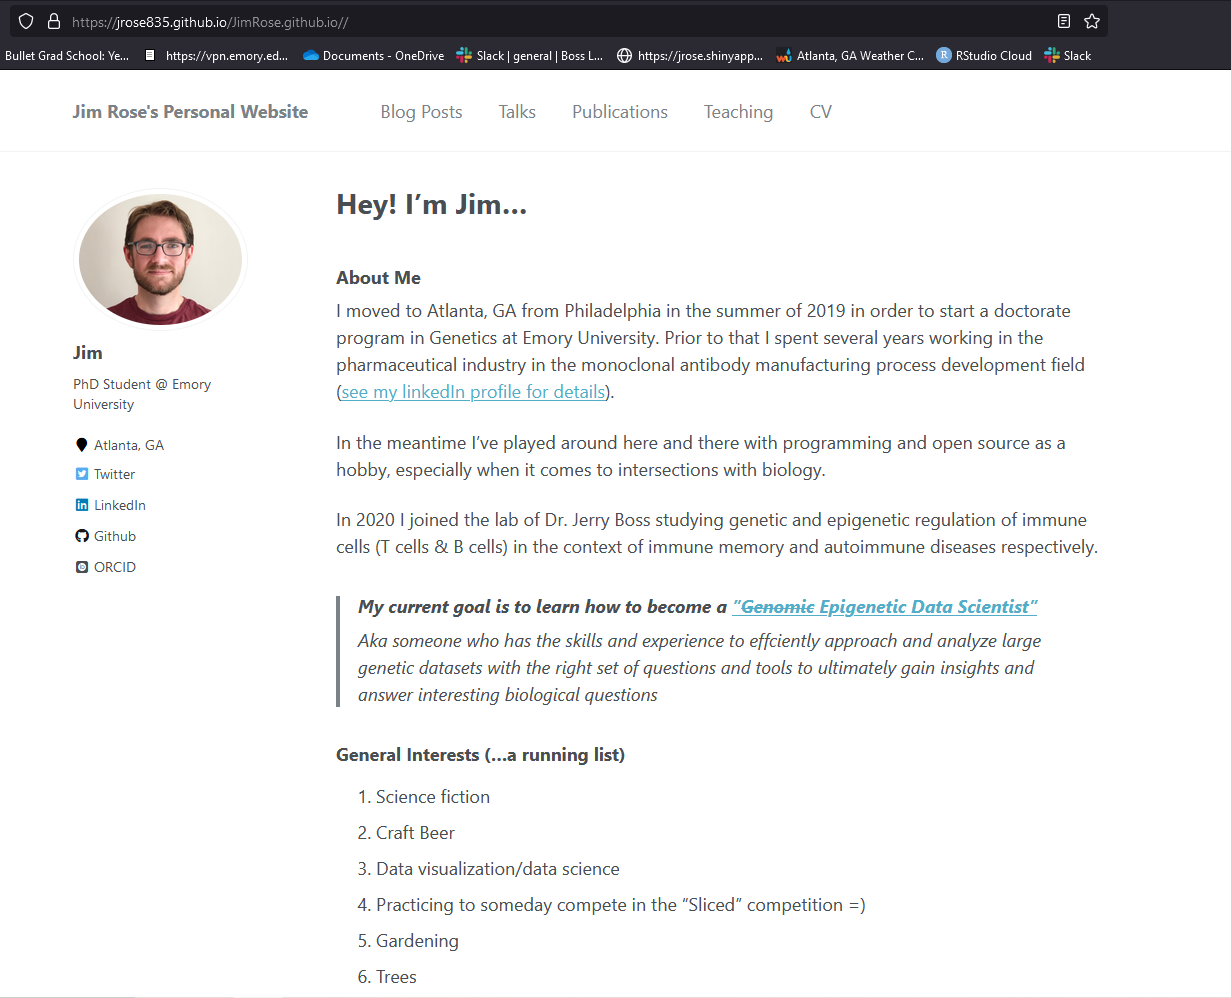 https://jrose835.github.io/JimRose.github.io//
Bullet Grad School: Ye... https://vpn.emory.ed... Documents - OneDrive Slack | general | Boss L... https://jrose.shinyapp... Atlanta, GA Weather C... RStudio Cloud Slack
Jim Rose's Personal Website Blog Posts Talks Publications Teaching CV
Jim
PhD Student @ Emory
University
Atlanta, GA
Twitter
LinkedIn
Github
ORCID
Hey! I’m Jim…
About Me
I moved to Atlanta, GA from Philadelphia in the summer of 2019 in order to start a doctorate
program in Genetics at Emory University. Prior to that I spent several years working in the
pharmaceutical industry in the monoclonal antibody manufacturing process development field
(see my linkedIn profile for details).
In the meantime I’ve played around here and there with programming and open source as a
hobby, especially when it comes to intersections with biology.
In 2020 I joined the lab of Dr. Jerry Boss studying genetic and epigenetic regulation of immune
cells (T cells & B cells) in the context of immune memory and autoimmune diseases respectively.
My current goal is to learn how to become a “Genomic Epigenetic Data Scientist”
Aka someone who has the skills and experience to effciently approach and analyze large
genetic datasets with the right set of questions and tools to ultimately gain insights and
answer interesting biological questions
General Interests (…a running list)
1. Science fiction
2. Craft Beer
3. Data visualization/data science
4. Practicing to someday compete in the “Sliced” competition =)
5. Gardening
6. Trees